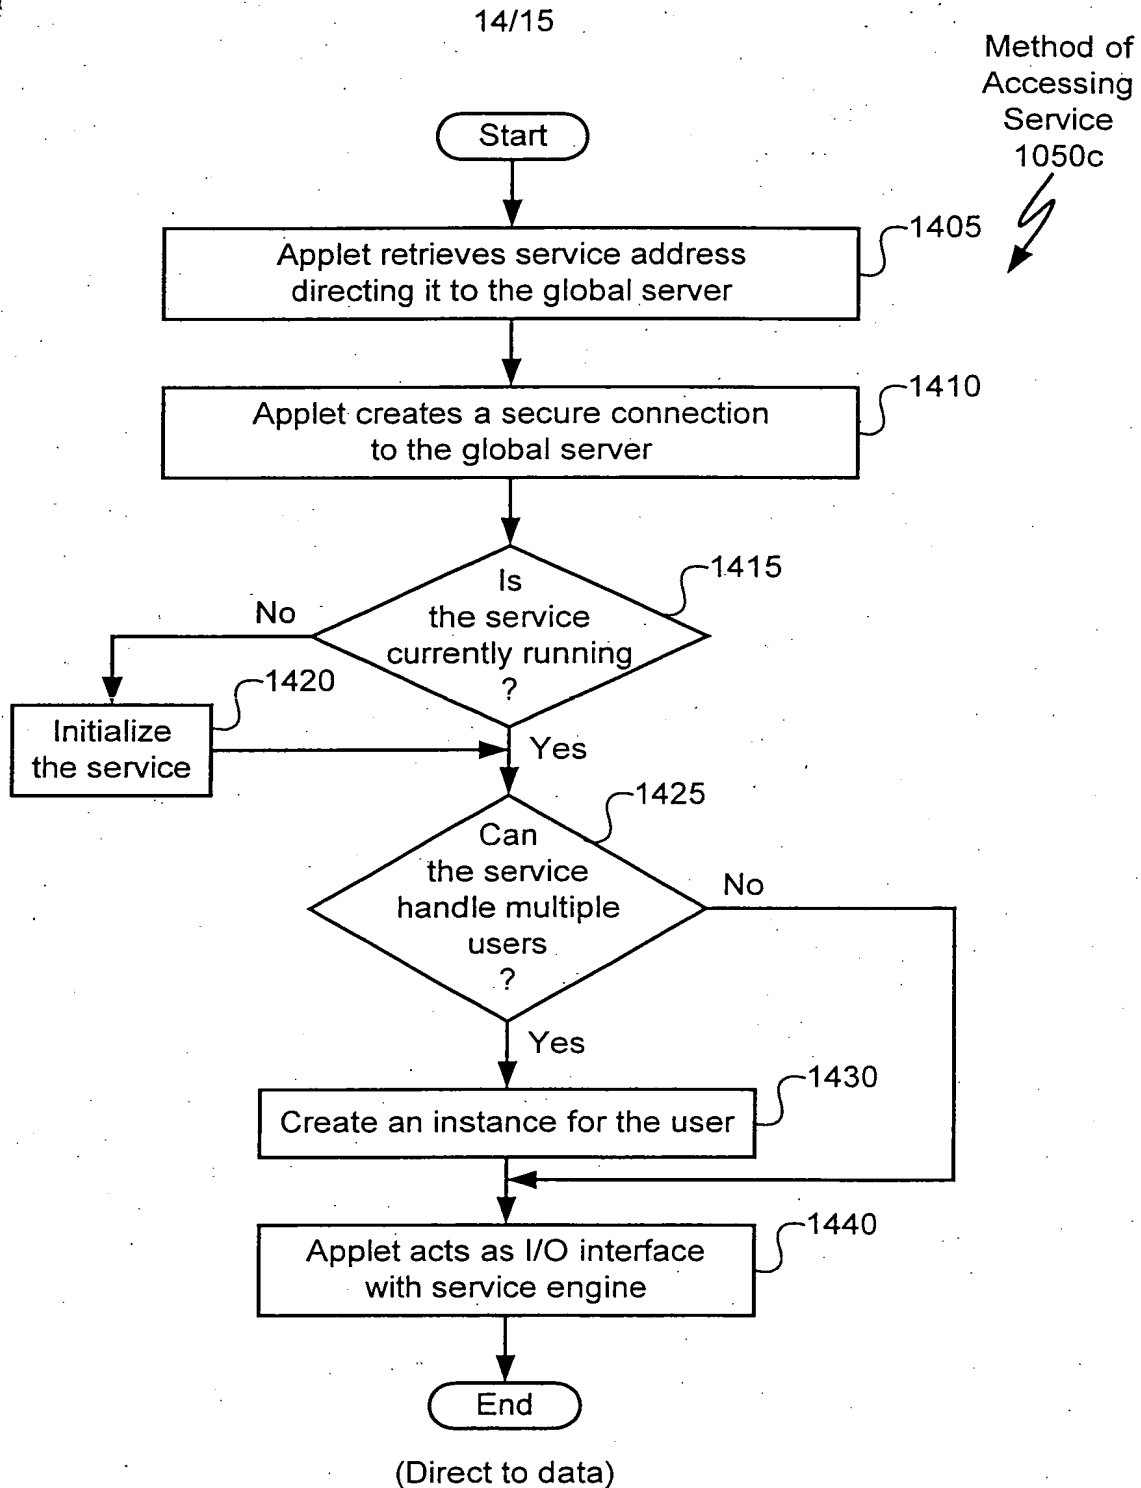 14/15
Method of
Accessing
Service
1050c
Start
1405
Applet retrieves service address
directing it to the global server
1410
Applet creates a secure connection
to the global server
1415
Is
the service
currently running
?
No
1420
Initialize
the service
Yes
1425
Can
the service
handle multiple
users
?
No
Yes
1430
Create an instance for the user
1440
Applet acts as I/O interface
with service engine
End
(Direct to data)